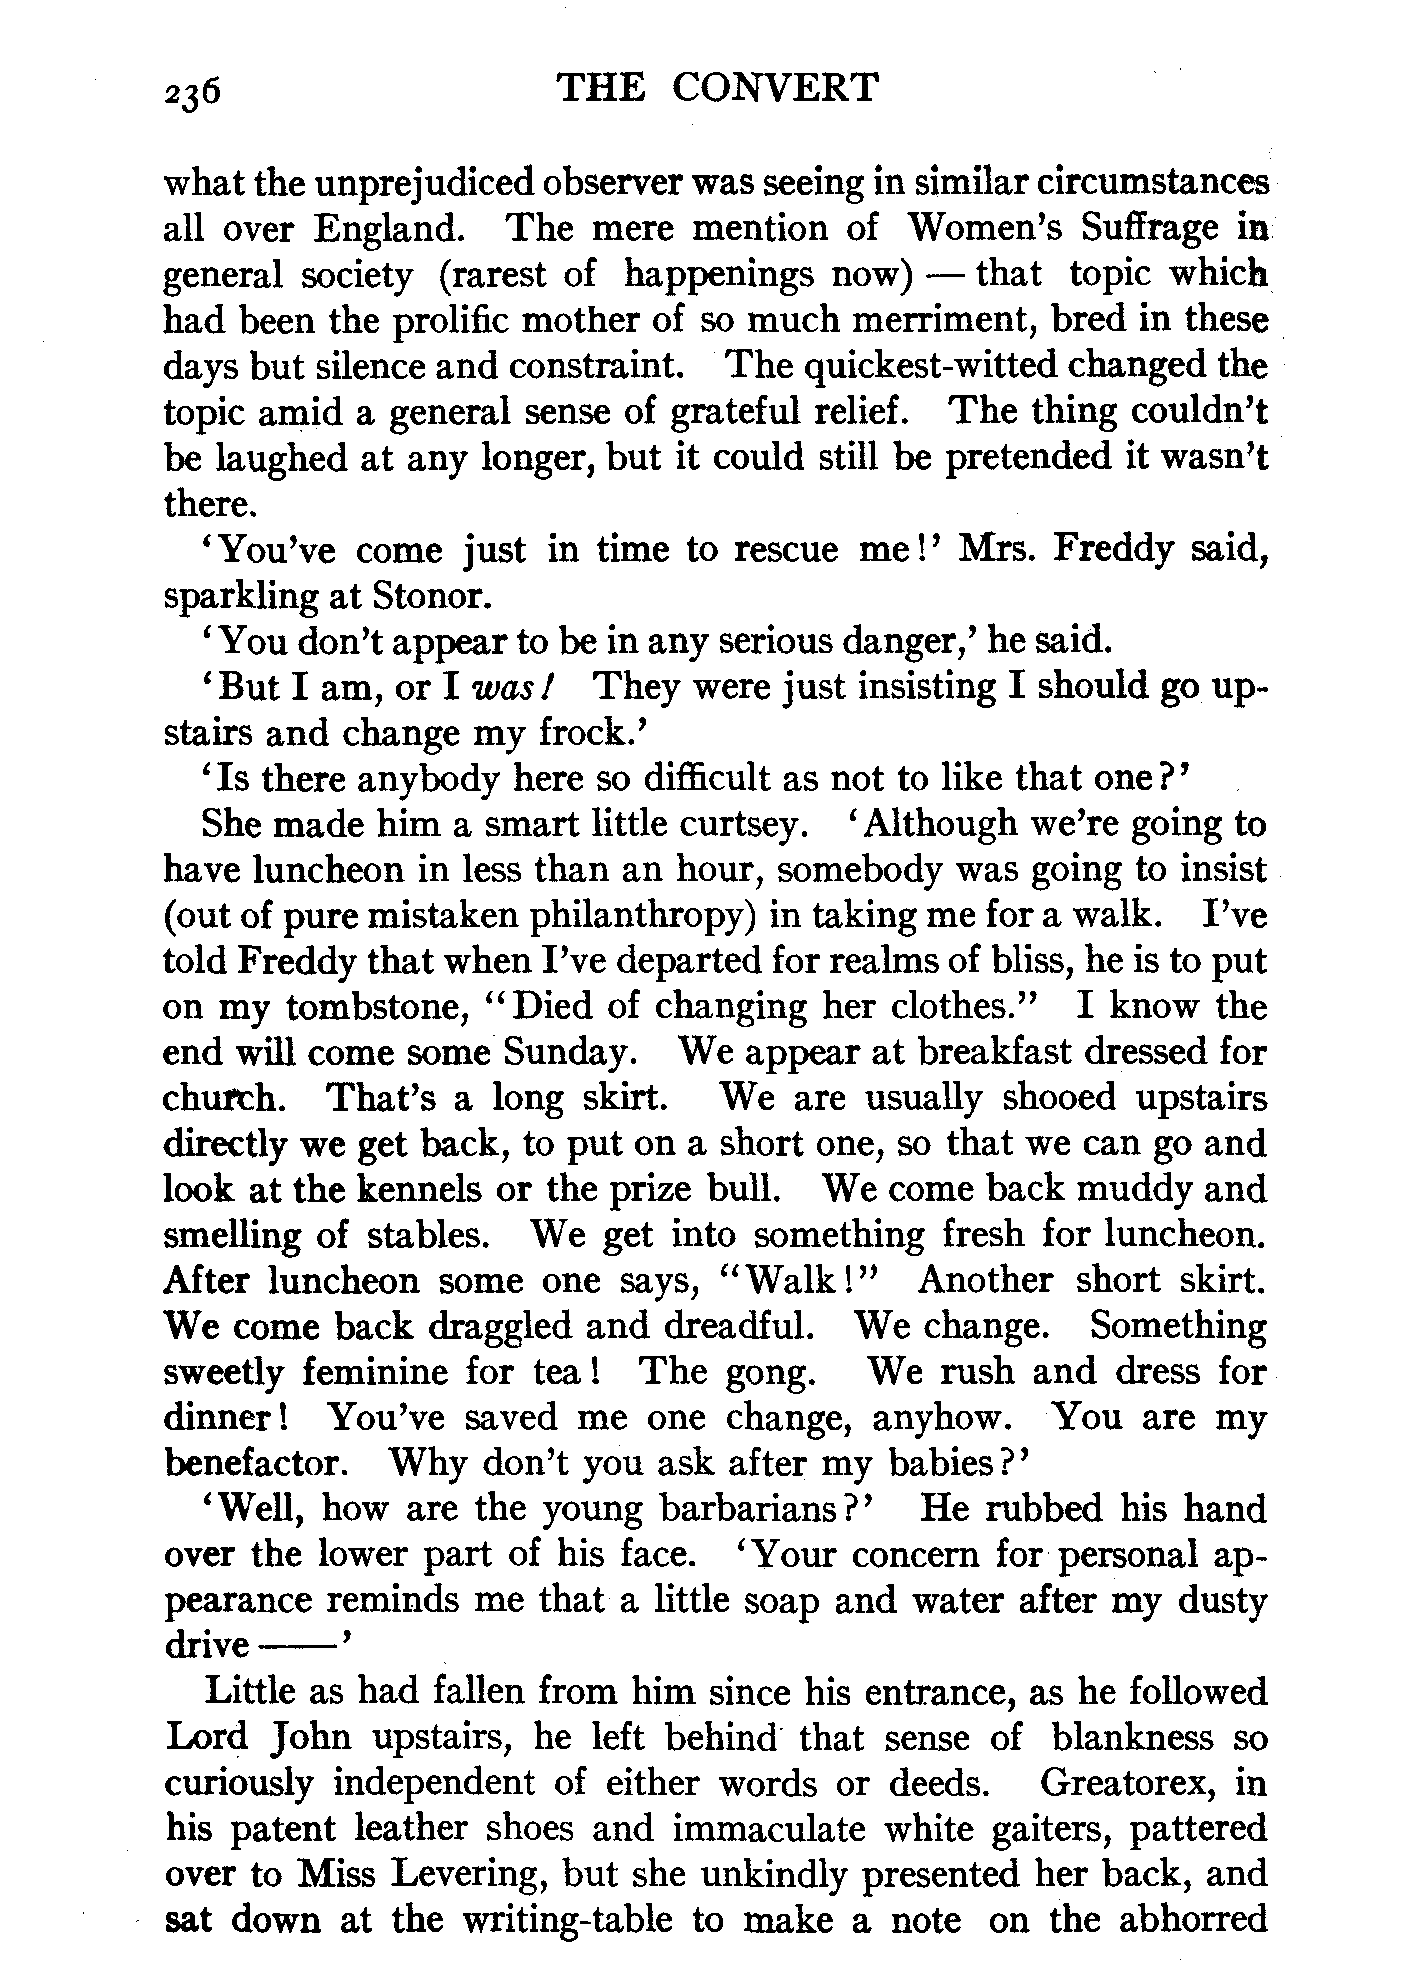 236 THE CONVERT
what the unprejudiced observer was seeing in similar circumstances
all over England. The mere mention of Women's Suffrage in
general society (rarest of happenings now) — that topic which
had been the prolific mother of so much merriment, bred in these
days but silence and constraint. The quickest-witted changed the
topic amid a general sense of grateful relief. The thing couldn't
be laughed at any longer, but it could still be pretended it wasn't
there.
'You've come just in time to rescue me!' Mrs. Freddy said,
sparkling at Stonor.
'You don't appear to be in any serious danger,' he said.
'But I am, or I was! They were just insisting I should go up-
stairs and change my frock.'
'Is there anybody here so difficult as not to like that one?'
She made him a smart little curtsey. 'Although we're going to
have luncheon in less than an hour, somebody was going to insist
(out of pure mistaken philanthropy) in taking me for a walk. I've
told Freddy that when I've departed for realms of bliss, he is to put
on my tombstone, "Died of changing her clothes." I know the
end will come some Sunday. We appear at breakfast dressed for
church. That's a long skirt. We are usually shooed upstairs
directly we get back, to put on a short one, so that we can go and
look at the kennels or the prize bull. We come back muddy and
smelling of stables. We get into something fresh for luncheon.
After luncheon some one says, "Walk!" Another short skirt.
We come back draggled and dreadful. We change. Something
sweetly feminine for tea! The gong. We rush and dress for
dinner! You've saved me one change, anyhow. You are my
benefactor. Why don't you ask after my babies?'
'Well, how are the young barbarians?' He rubbed his hand
over the lower part of his face. 'Your concern for personal ap-
pearance reminds me that a little soap and water after my dusty
drive ——'
Little as had fallen from him since his entrance, as he followed
Lord John upstairs, he left behind that sense of blankness so
curiously independent of either words or deeds. Greatorex, in
his patent leather shoes and immaculate white gaiters, pattered
over to Miss Levering, but she unkindly presented her back, and
sat down at the writing-table to make a note on the abhorred